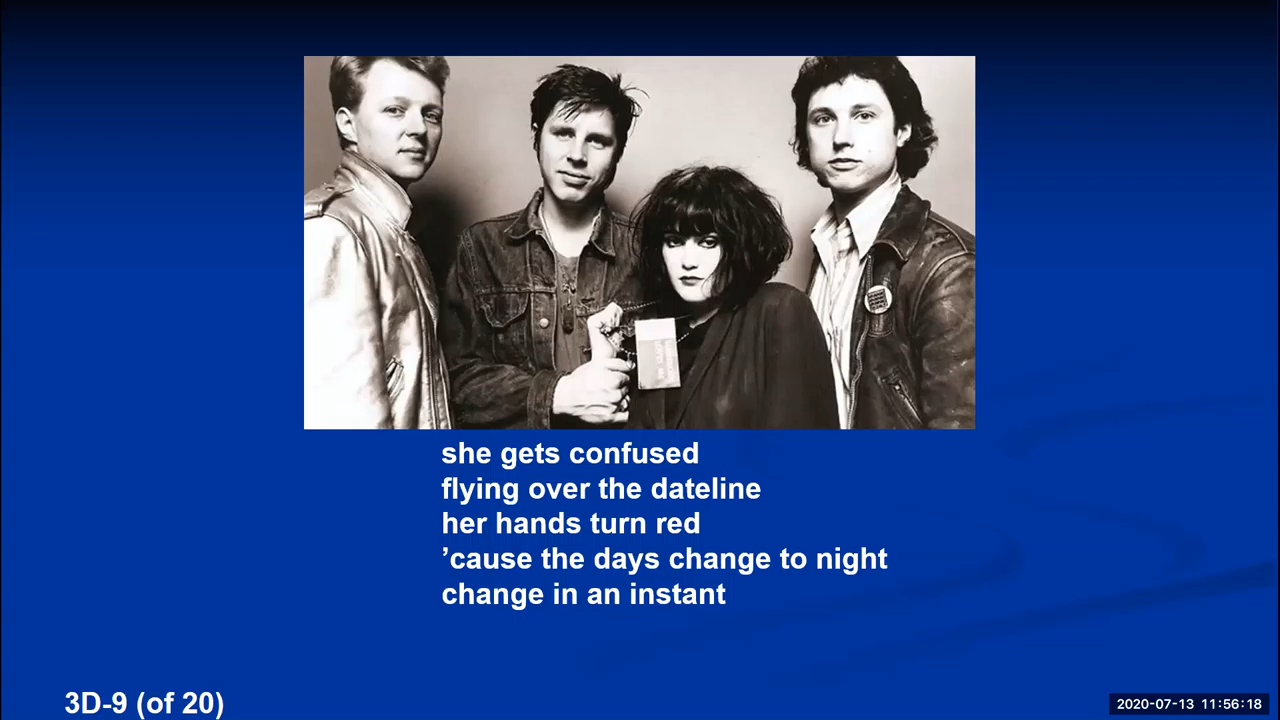 she gets confused
flying over the dateline
her hands turn red
’cause the days change to night
change in an instant
3D-9 (of 20)
2020-07-13 11:56:18